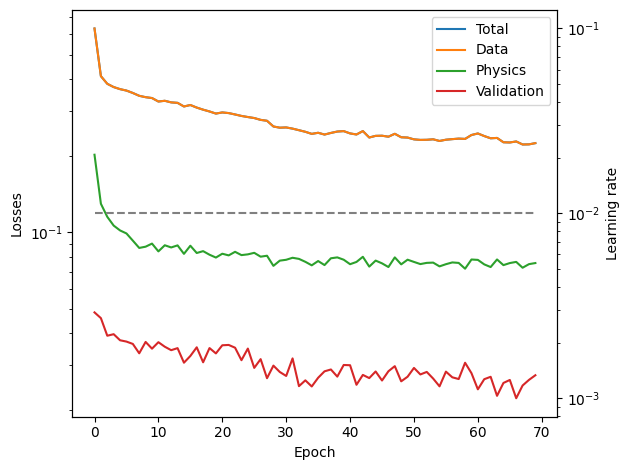 Total
Data
Physics
Validation
10⁻¹
10⁻¹
10⁻²
10⁻³
Losses
Learning rate
0 10 20 30 40 50 60 70
Epoch